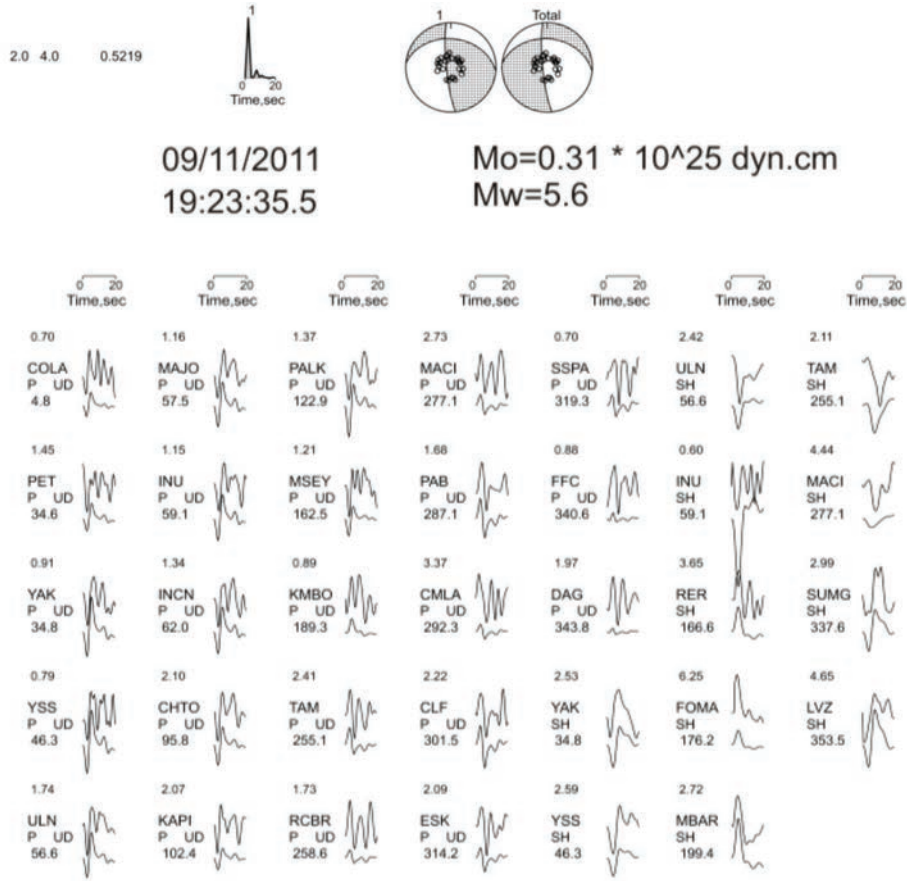 1 1 Total
2.0 4.0 0.5219
0 20
Time,sec
09/11/2011 Mo=0.31 * 10^25 dyn.cm
19:23:35.5 Mw=5.6
0 20 0 20 0 20 0 20 0 20 0 20 0 20
Time,sec Time,sec Time,sec Time,sec Time,sec Time,sec Time,sec
0.70 1.16 1.37 2.73 0.70 2.42 2.11
COLA MAJO PALK MACI SSPA ULN TAM
P UD P UD P UD P UD P UD SH SH
4.8 57.5 122.9 277.1 319.3 56.6 255.1
1.45 1.15 1.21 1.68 0.88 0.60 4.44
PET INU MSEY PAB FFC INU MACI
P UD P UD P UD P UD P UD SH SH
34.6 59.1 162.5 287.1 340.6 59.1 277.1
0.91 1.34 0.89 3.37 1.97 3.65 2.99
YAK INCN KMBO CMLA DAG RER SUMG
P UD P UD P UD P UD P UD SH SH
34.8 62.0 189.3 292.3 343.8 166.6 337.6
0.79 2.10 2.41 2.22 2.53 6.25 4.65
YSS CHTO TAM CLF YAK FOMA LVZ
P UD P UD P UD P UD SH SH SH
46.3 95.8 255.1 301.5 34.8 176.2 353.5
1.74 2.07 1.73 2.09 2.59 2.72
ULN KAPI RCBR ESK YSS MBAR
P UD P UD P UD P UD SH SH
56.6 102.4 258.6 314.2 46.3 199.4